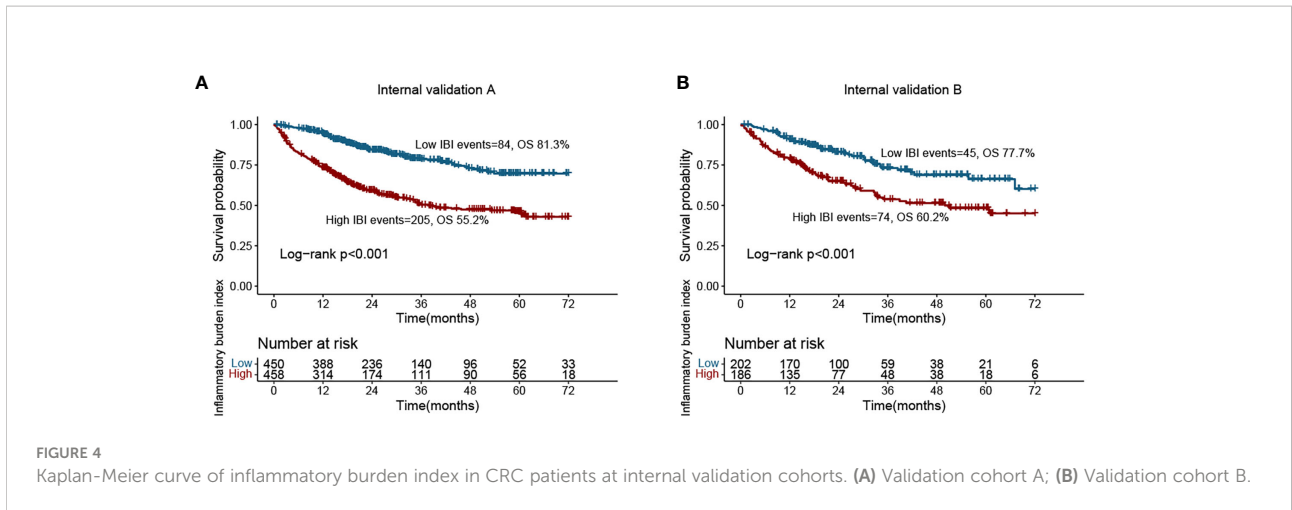 A
Internal validation A
Survival probability
1.00
0.75
0.50
0.25
0.00
Low IBI events=84, OS 81.3%
High IBI events=205, OS 55.2%
Log-rank p<0.001
0 12 24 36 48 60 72
Time(months)
Inflammatory burden index
Number at risk
Low 450 388 236 140 96 52 33
High 458 314 174 111 90 56 18
0 12 24 36 48 60 72
Time(months)
B
Internal validation B
Survival probability
1.00
0.75
0.50
0.25
0.00
Low IBI events=45, OS 77.7%
High IBI events=74, OS 60.2%
Log-rank p<0.001
0 12 24 36 48 60 72
Time(months)
Inflammatory burden index
Number at risk
Low 202 170 100 59 38 21 6
High 186 135 77 48 38 18 6
0 12 24 36 48 60 72
Time(months)
FIGURE 4
Kaplan-Meier curve of inflammatory burden index in CRC patients at internal validation cohorts. (A) Validation cohort A; (B) Validation cohort B.